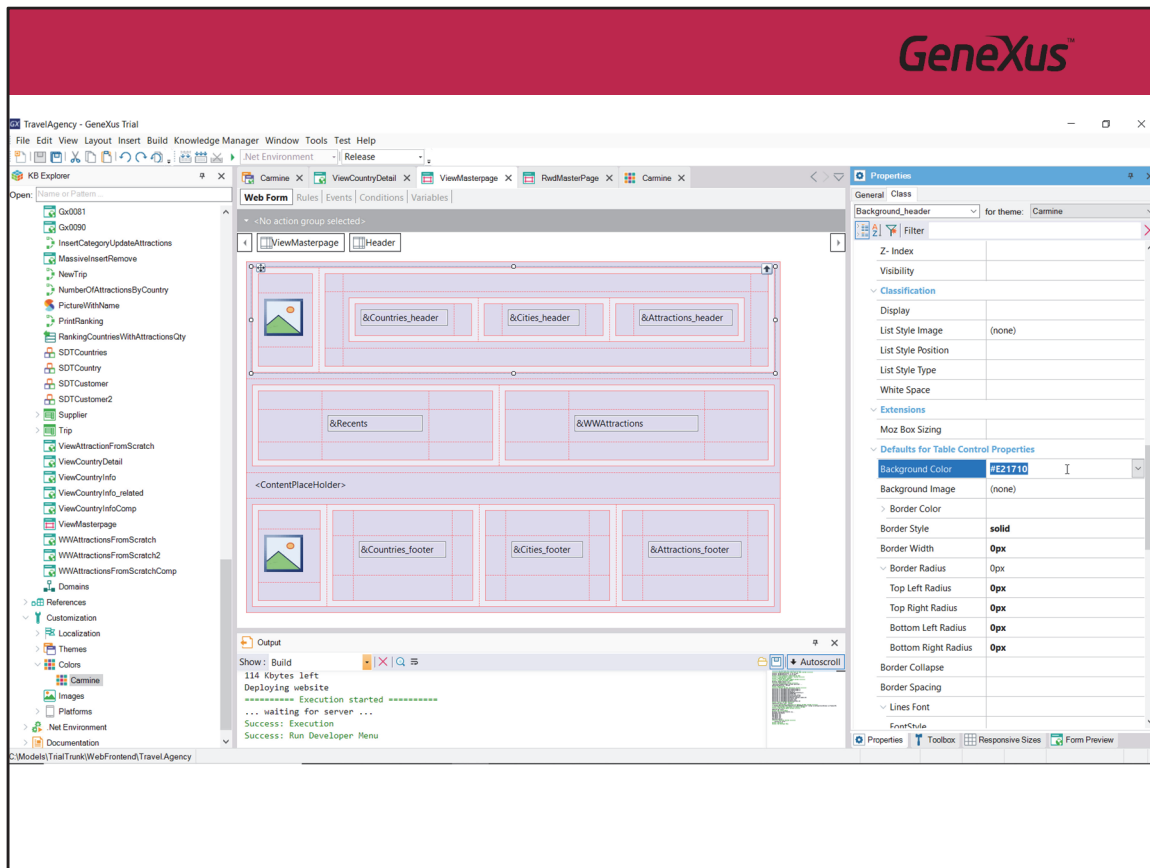 GeneXus™
GX TravelAgency - GeneXus Trial
File Edit View Layout Insert Build Knowledge Manager Window Tools Test Help
.Net Environment Release
KB Explorer
Open: Name or Pattern...
Gx0081
Gx0090
InsertCategoryUpdateAttractions
MassiveInsertRemove
NewTrip
NumberOfAttractionsByCountry
PictureWithName
PrintRanking
RankingCountriesWithAttractionsQty
SDTCountries
SDTCountry
SDTCustomer
SDTCustomer2
Supplier
Trip
ViewAttractionFromScratch
ViewCountryDetail
ViewCountryInfo
ViewCountryInfo_related
ViewCountryInfoComp
ViewMasterpage
WWAttractionsFromScratch
WWAttractionsFromScratch2
WWAttractionsFromScratchComp
Domains
References
Customization
Localization
Themes
Colors
Carmine
Images
Platforms
.Net Environment
Documentation
C:\Models\TrialTrunk\WebFrontend\TravelAgency
Carmine ViewCountryDetail ViewMasterpage RwdMasterPage Carmine
Web Form Rules Events Conditions Variables
<No action group selected>
ViewMasterpage Header
&Countries_header &Cities_header &Attractions_header
&Recents &WWAttractions
<ContentPlaceHolder>
&Countries_footer &Cities_footer &Attractions_footer
Output
Show: Build Autoscroll
114 Kbytes left
Deploying website
========== Execution started ==========
... waiting for server ...
Success: Execution
Success: Run Developer Menu
Properties
General Class
Background_header for theme: Carmine
Filter
Z- Index
Visibility
Classification
Display
List Style Image (none)
List Style Position
List Style Type
White Space
Extensions
Moz Box Sizing
Defaults for Table Control Properties
Background Color #E21710
Background Image (none)
Border Color
Border Style solid
Border Width 0px
Border Radius 0px
Top Left Radius 0px
Top Right Radius 0px
Bottom Left Radius 0px
Bottom Right Radius 0px
Border Collapse
Border Spacing
Lines Font
FontStyle
Properties Toolbox Responsive Sizes Form Preview